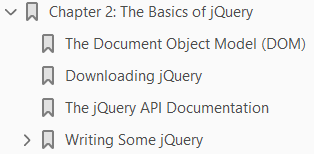 Chapter 2: The Basics of jQuery
The Document Object Model (DOM)
Downloading jQuery
The jQuery API Documentation
Writing Some jQuery